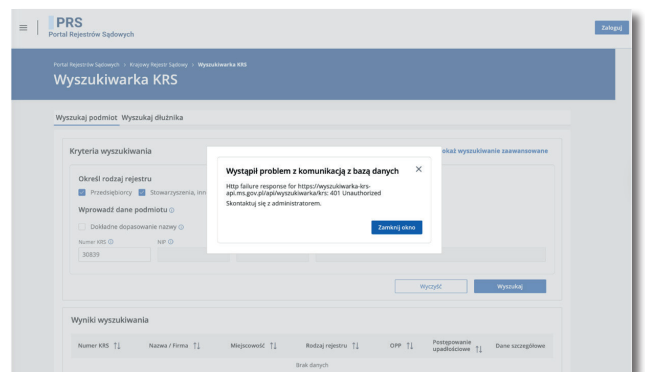 PRS
Portal Rejestrów Sądowych
Zaloguj
Portal Rejestrów Sądowych > Krajowy Rejestr Sądowy > Wyszukiwarka KRS
Wyszukiwarka KRS
Wyszukaj podmiot Wyszukaj dłużnika
Kryteria wyszukiwania
okaż wyszukiwanie zaawansowane
Określ rodzaj rejestru
Przedsiębiorcy Stowarzyszenia, inn
Wprowadź dane podmiotu
Dokładne dopasowanie nazwy
Numer KRS NIP
30839
Wystąpił problem z komunikacją z bazą danych
Http failure response for https://wyszukiwarka-krs-
api.ms.gov.pl/api/wyszukiwarka/krs: 401 Unauthorized
Skontaktuj się z administratorem.
Zamknij okno
Wyczyść Wyszukaj
Wyniki wyszukiwania
Numer KRS Nazwa / Firma Miejscowość Rodzaj rejestru OPP Postępowanie upadłościowe Dane szczegółowe
Brak danych